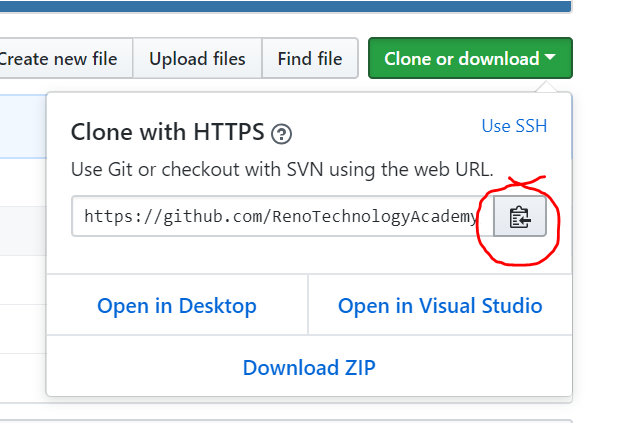 Create new file Upload files Find file Clone or download
Clone with HTTPS ?
Use SSH
Use Git or checkout with SVN using the web URL.
https://github.com/RenoTechnologyAcademy
Open in Desktop Open in Visual Studio
Download ZIP